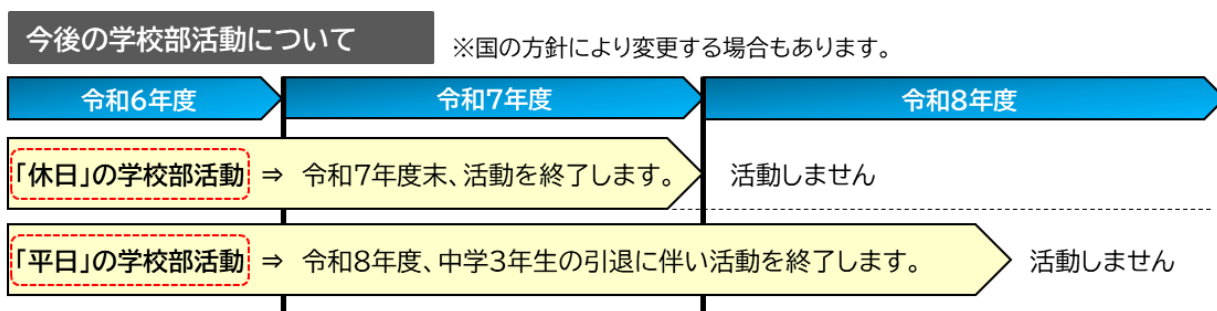 今後の学校部活動について
※国の方針により変更する場合もあります。
令和6年度
令和7年度
令和8年度
「休日」の学校部活動 ⇒ 令和7年度末、活動を終了します。 活動しません
「平日」の学校部活動 ⇒ 令和8年度、中学3年生の引退に伴い活動を終了します。 活動しません